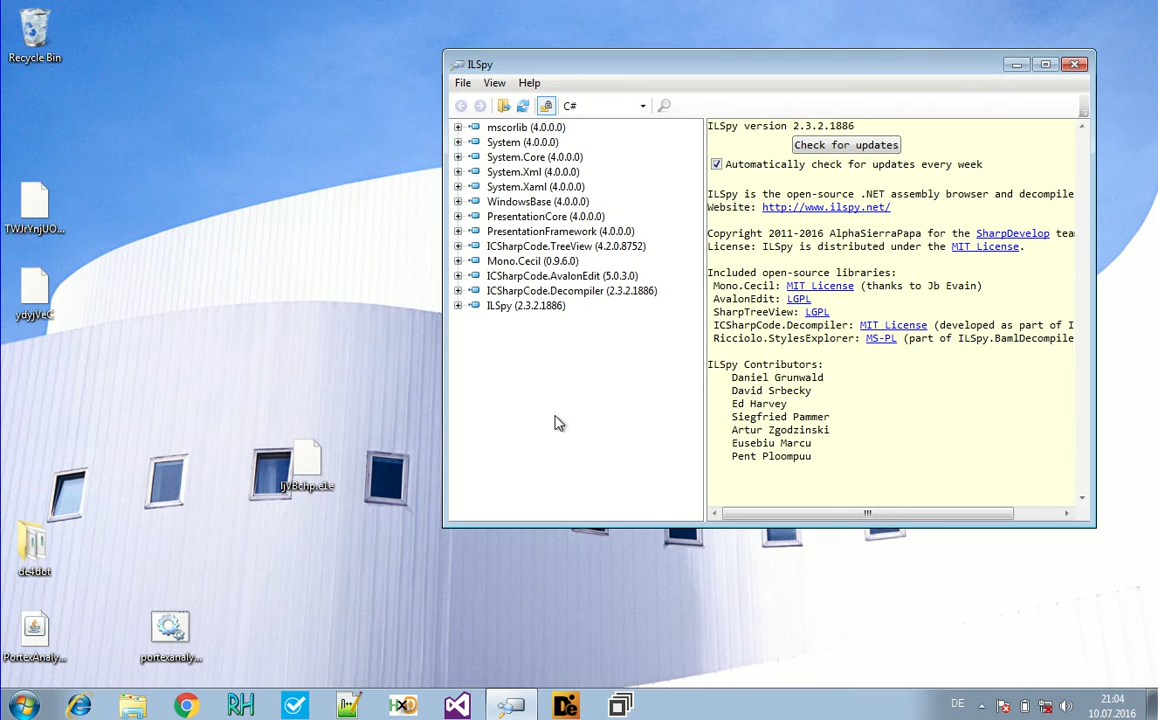 Recycle Bin
TWJrYnjUO...
ydyjVeC
ljVBchp.e1e
de4dot
PortexAnaly...
portexanaly...
ILSpy
File View Help
C#
mscorlib (4.0.0.0)
System (4.0.0.0)
System.Core (4.0.0.0)
System.Xml (4.0.0.0)
System.Xaml (4.0.0.0)
WindowsBase (4.0.0.0)
PresentationCore (4.0.0.0)
PresentationFramework (4.0.0.0)
ICSharpCode.TreeView (4.2.0.8752)
Mono.Cecil (0.9.6.0)
ICSharpCode.AvalonEdit (5.0.3.0)
ICSharpCode.Decompiler (2.3.2.1886)
ILSpy (2.3.2.1886)
ILSpy version 2.3.2.1886
Check for updates
Automatically check for updates every week
ILSpy is the open-source .NET assembly browser and decompile
Website: http://www.ilspy.net/
Copyright 2011-2016 AlphaSierraPapa for the SharpDevelop tea
License: ILSpy is distributed under the MIT License.
Included open-source libraries:
Mono.Cecil: MIT License (thanks to Jb Evain)
AvalonEdit: LGPL
SharpTreeView: LGPL
ICSharpCode.Decompiler: MIT License (developed as part of I
Ricciolo.StylesExplorer: MS-PL (part of ILSpy.BamlDecompile
ILSpy Contributors:
Daniel Grunwald
David Srbecky
Ed Harvey
Siegfried Pammer
Artur Zgodzinski
Eusebiu Marcu
Pent Ploompuu
RH
n++
HxD
De
DE
21:04
10.07.2016